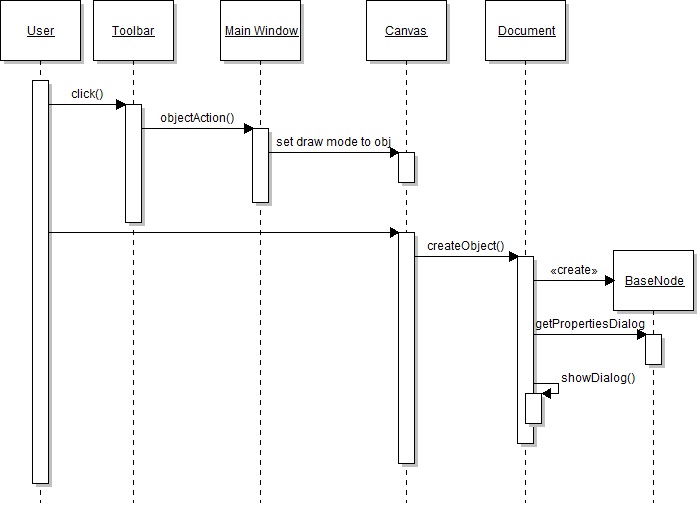 User
Toolbar
Main Window
Canvas
Document
click()
objectAction()
set draw mode to obj
createObject()
«create»
BaseNode
getPropertiesDialog
showDialog()